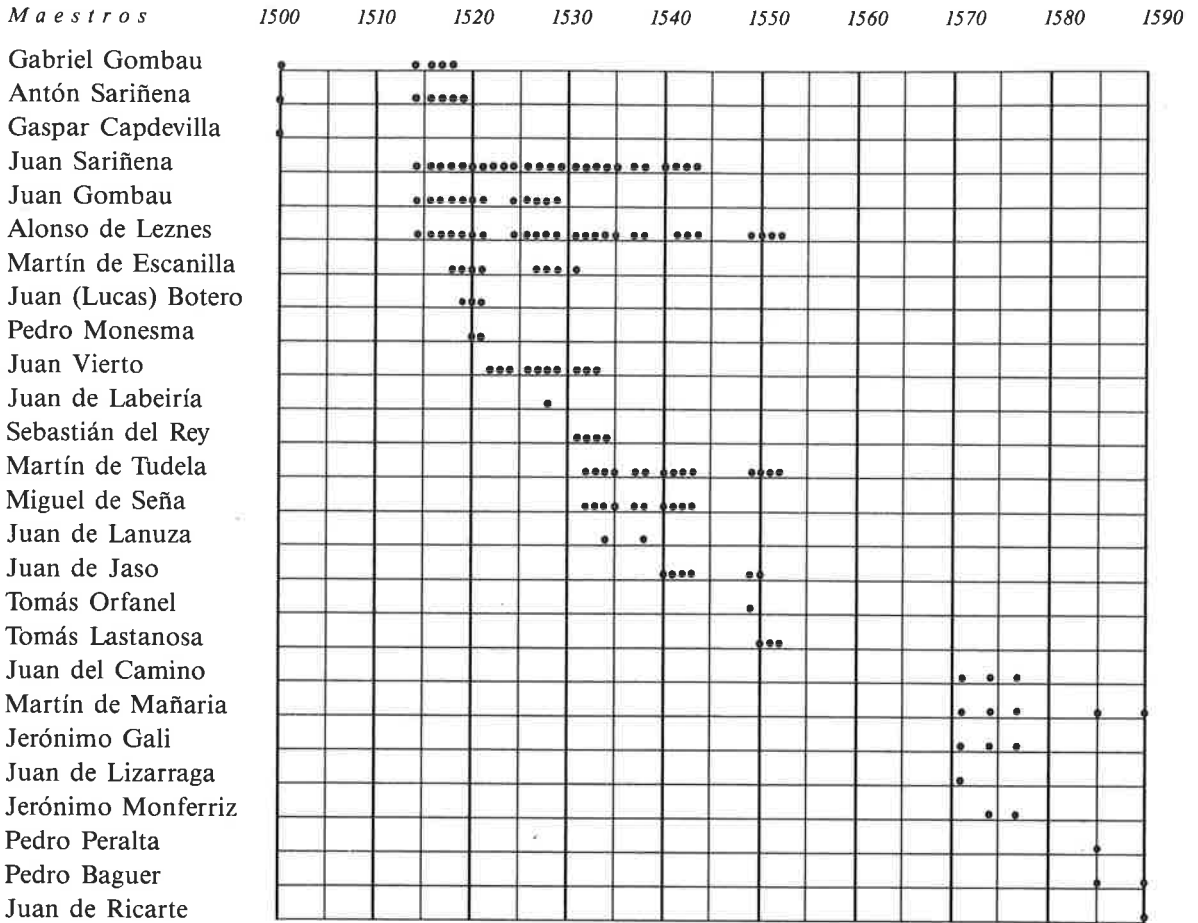 Maestros 1500 1510 1520 1530 1540 1550 1560 1570 1580 1590
Gabriel Gombau
Antón Sariñena
Gaspar Capdevilla
Juan Sariñena
Juan Gombau
Alonso de Leznes
Martín de Escanilla
Juan (Lucas) Botero
Pedro Monesma
Juan Vierto
Juan de Labeiría
Sebastián del Rey
Martín de Tudela
Miguel de Seña
Juan de Lanuza
Juan de Jaso
Tomás Orfanel
Tomás Lastanosa
Juan del Camino
Martín de Mañaria
Jerónimo Gali
Juan de Lizarraga
Jerónimo Monferriz
Pedro Peralta
Pedro Baguer
Juan de Ricarte